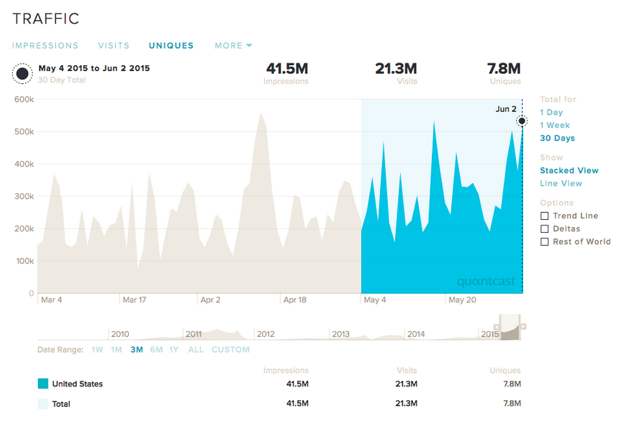 TRAFFIC
IMPRESSIONS VISITS UNIQUES MORE
May 4 2015 to Jun 2 2015
30 Day Total
41.5M 21.3M 7.8M
Impressions Visits Uniques
600k
500k
400k
300k
200k
100k
0
Jun 2
quantcast
Mar 4 Mar 17 Apr 2 Apr 18 May 4 May 20
Total for
1 Day
1 Week
30 Days
Show
Stacked View
Line View
Options
Trend Line
Deltas
Rest of World
2010 2011 2012 2013 2014 2015
Date Range: 1W 1M 3M 6M 1Y ALL CUSTOM
Impressions Visits Uniques
United States 41.5M 21.3M 7.8M
Total 41.5M 21.3M 7.8M